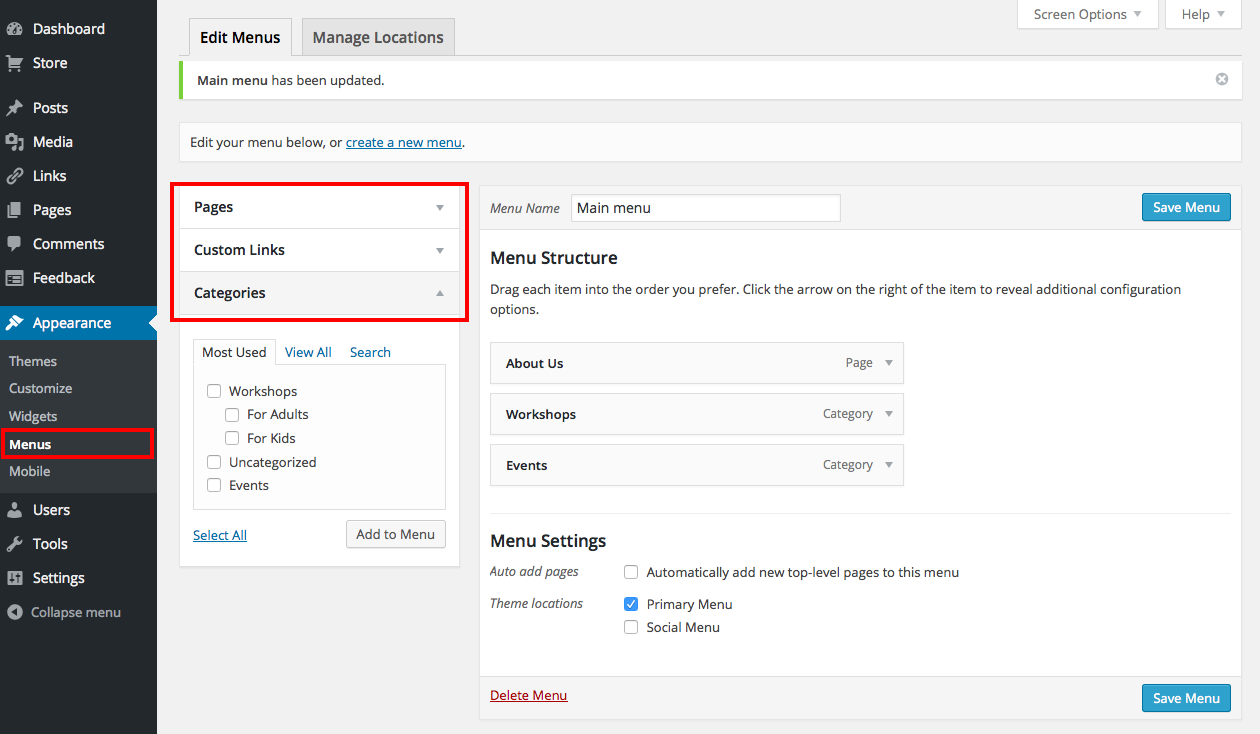 Dashboard
Store
Posts
Media
Links
Pages
Comments
Feedback
Appearance
Themes
Customize
Widgets
Menus
Mobile
Users
Tools
Settings
Collapse menu
Screen Options
Help
Edit Menus
Manage Locations
Main menu has been updated.
Edit your menu below, or create a new menu.
Pages
Custom Links
Categories
Most Used View All Search
Workshops
For Adults
For Kids
Uncategorized
Events
Select All
Add to Menu
Menu Name Main menu
Save Menu
Menu Structure
Drag each item into the order you prefer. Click the arrow on the right of the item to reveal additional configuration
options.
About Us Page
Workshops Category
Events Category
Menu Settings
Auto add pages Automatically add new top-level pages to this menu
Theme locations Primary Menu
Social Menu
Delete Menu
Save Menu